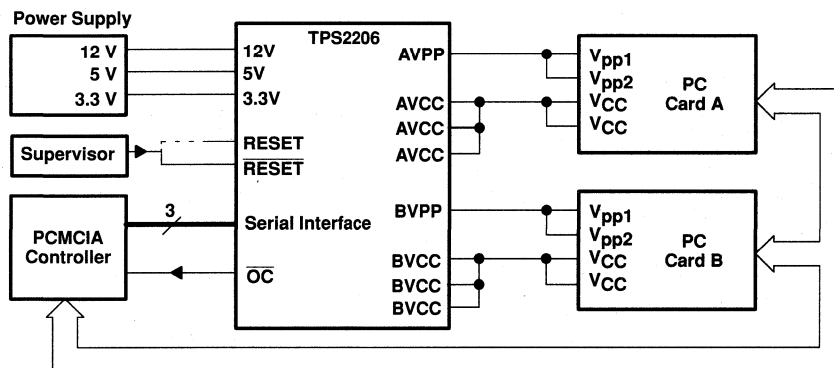 Power Supply
12 V
5 V
3.3 V
Supervisor
PCMCIA
Controller
3
TPS2206
12V
5V
3.3V
RESET
RESET
Serial Interface
OC
AVPP
AVCC
AVCC
AVCC
BVPP
BVCC
BVCC
BVCC
Vpp1
Vpp2
VCC
VCC
PC
Card A
Vpp1
Vpp2
VCC
VCC
PC
Card B